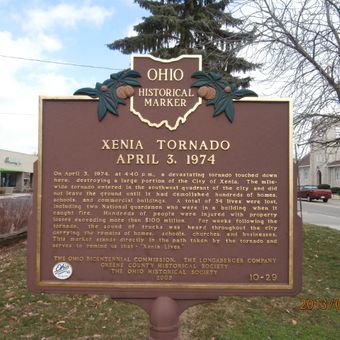 OHIO
HISTORICAL
MARKER
XENIA TORNADO
APRIL 3, 1974
On April 3, 1974, at 4:40 p.m., a devastating tornado touched down
here, destroying a large portion of the City of Xenia. The mile-
wide tornado entered in the southwest quadrant of the city and did
not leave the ground until it had demolished hundreds of homes,
schools, and commercial buildings. A total of 34 lives were lost,
including two National guardsmen who were in a building when it
caught fire. Hundreds of people were injured with property
losses exceeding more than $100 million. For weeks following the
tornado, the sound of trucks was heard throughout the city
carrying the remains of homes, schools, churches, and businesses.
This marker stands directly in the path taken by the tornado and
serves to remind us that "Xenia Lives."
THE OHIO BICENTENNIAL COMMISSION, THE LONGABERGER COMPANY
GREENE COUNTY HISTORICAL SOCIETY
THE OHIO HISTORICAL SOCIETY
2003
10-29
Ohio